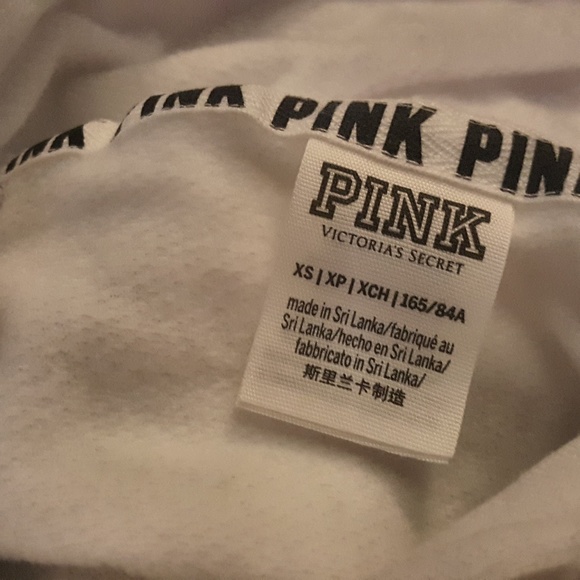 PINK PINK PINK PINK
PINK
VICTORIA'S SECRET
XS | XP | XCH | 165/84A
made in Sri Lanka/fabriqué au
Sri Lanka/hecho en Sri Lanka/
fabbricato in Sri Lanka/
斯里兰卡制造